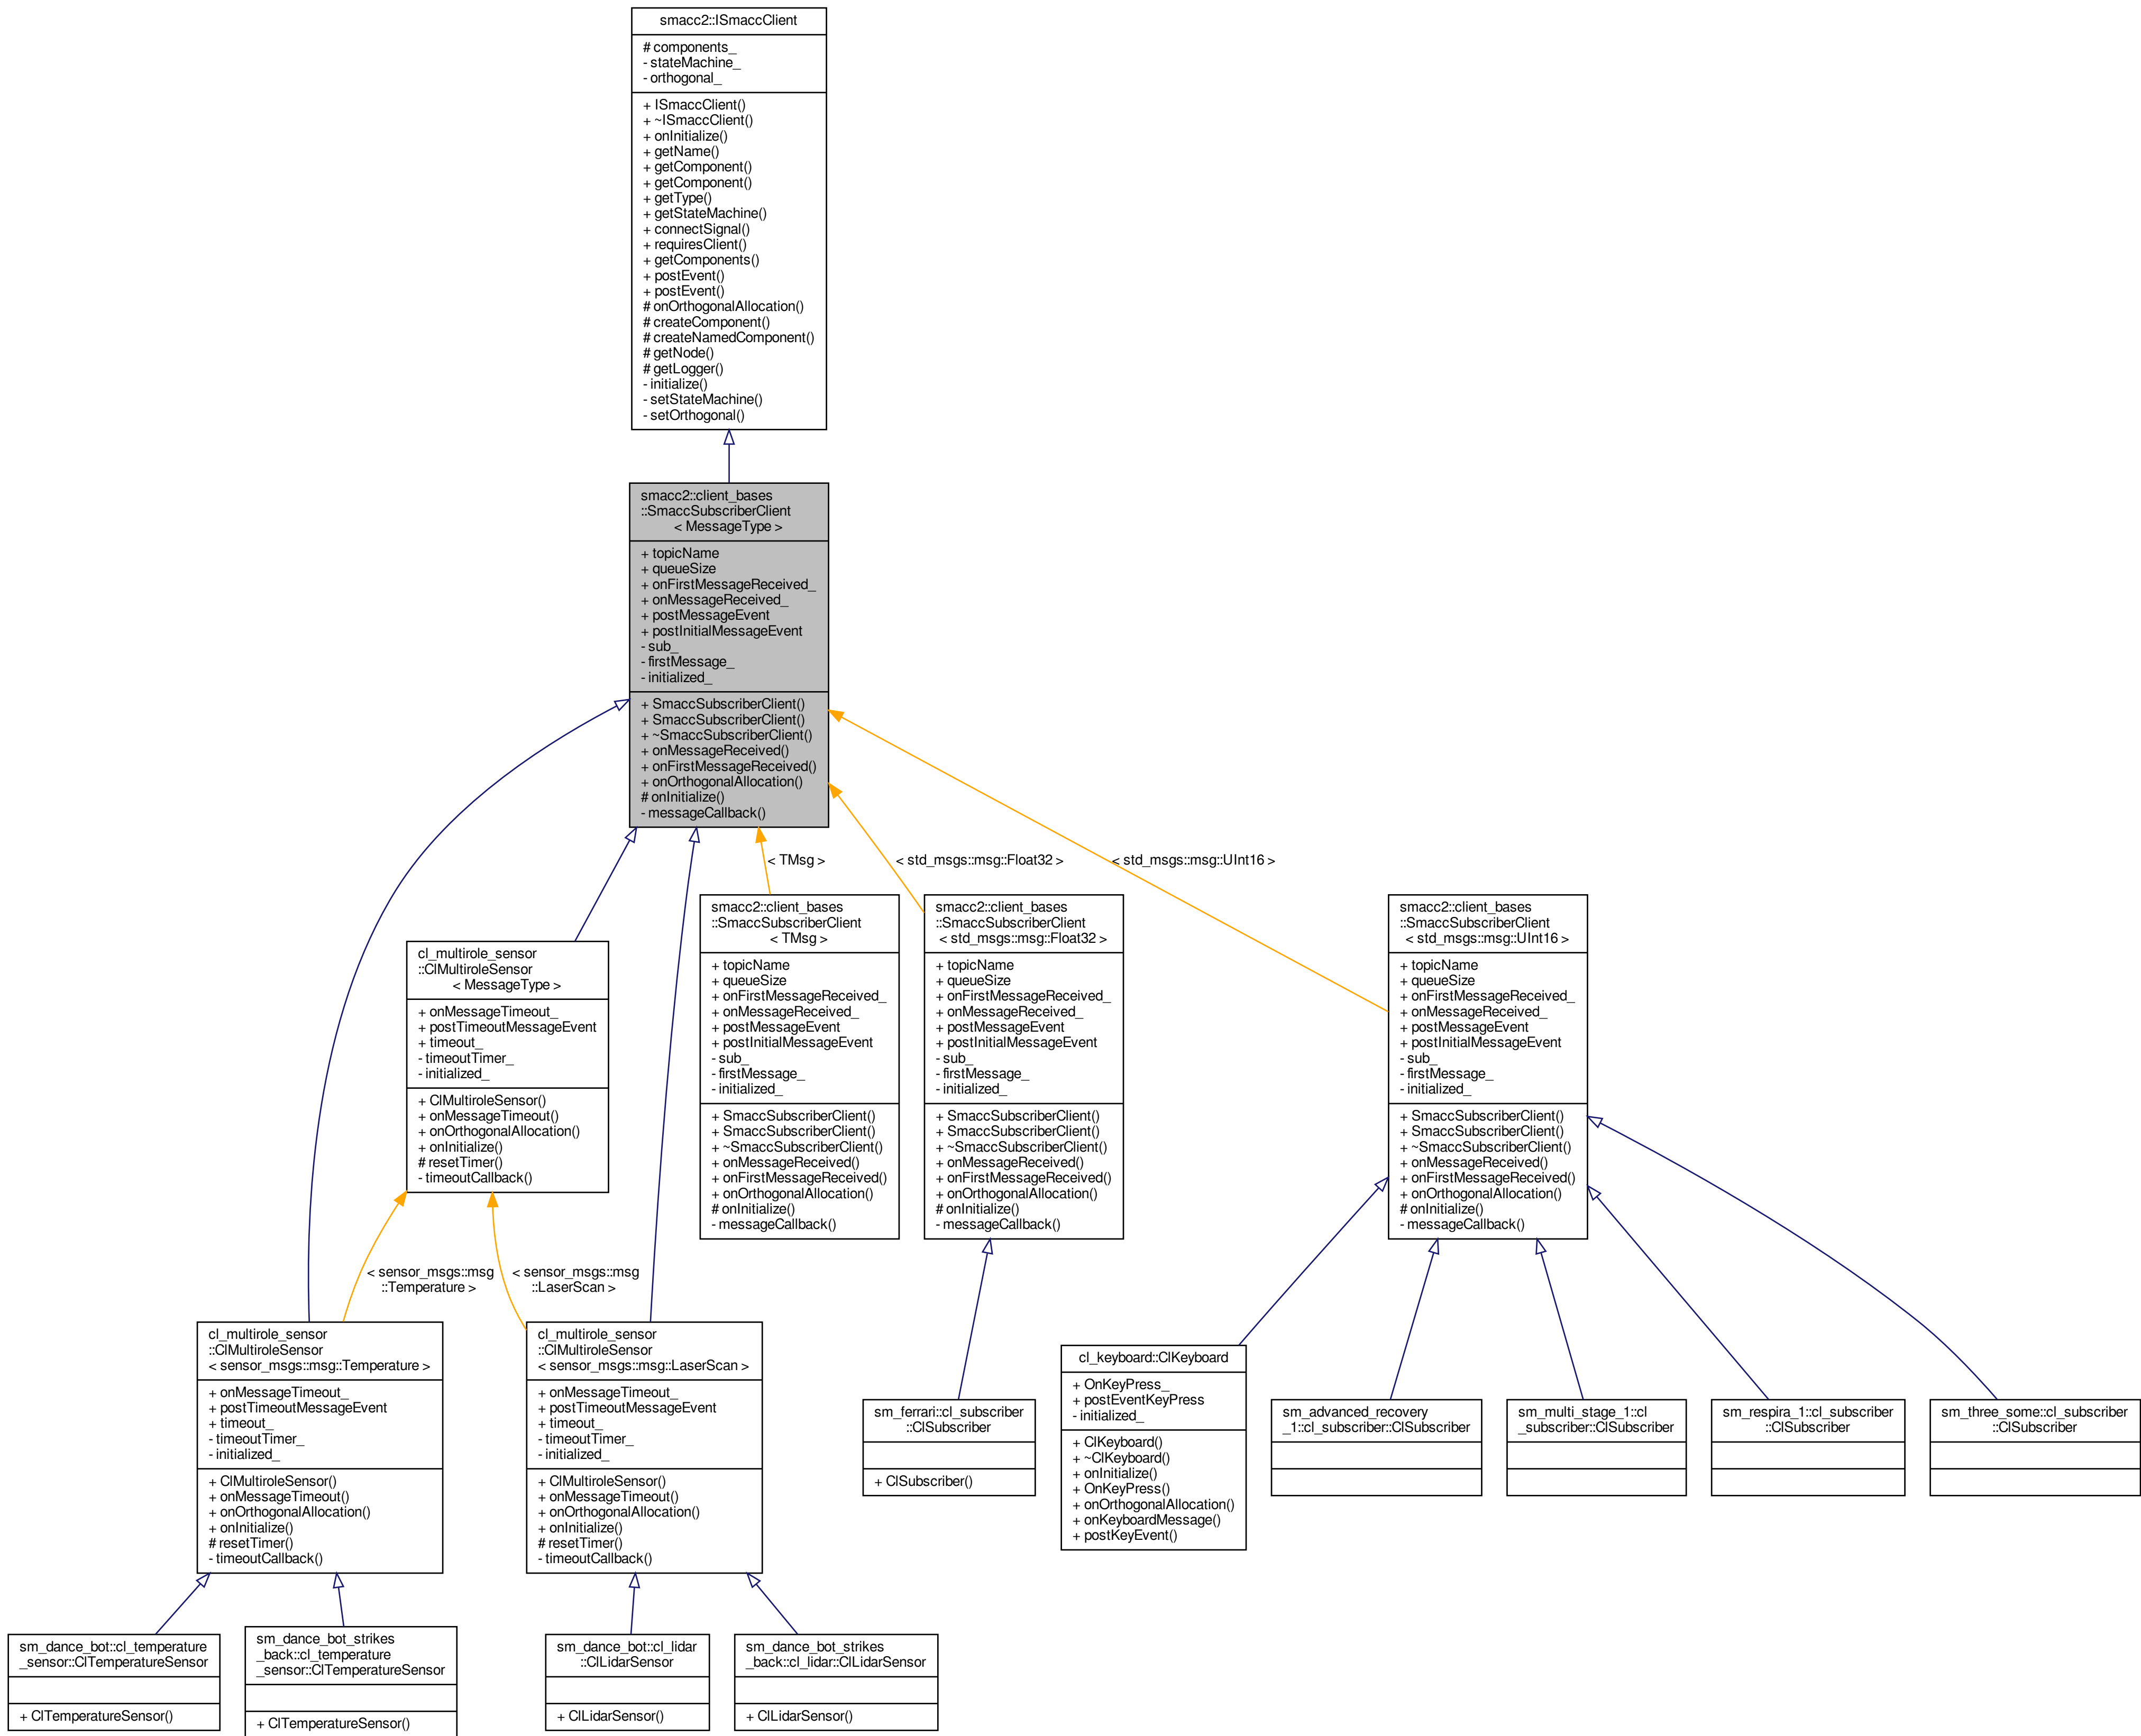 smacc2::ISmaccClient
# components_
- stateMachine_
- orthogonal_
+ ISmaccClient()
+ ~ISmaccClient()
+ onInitialize()
+ getName()
+ getComponent()
+ getComponent()
+ getType()
+ getStateMachine()
+ connectSignal()
+ requiresClient()
+ getComponents()
+ postEvent()
+ postEvent()
# onOrthogonalAllocation()
# createComponent()
# createNamedComponent()
# getNode()
# getLogger()
- initialize()
- setStateMachine()
- setOrthogonal()
smacc2::client_bases
::SmaccSubscriberClient
< MessageType >
+ topicName
+ queueSize
+ onFirstMessageReceived_
+ onMessageReceived_
+ postMessageEvent
+ postInitialMessageEvent
- sub_
- firstMessage_
- initialized_
+ SmaccSubscriberClient()
+ SmaccSubscriberClient()
+ ~SmaccSubscriberClient()
+ onMessageReceived()
+ onFirstMessageReceived()
+ onOrthogonalAllocation()
# onInitialize()
- messageCallback()
< TMsg >
< std_msgs::msg::Float32 >
< std_msgs::msg::UInt16 >
cl_multirole_sensor
::ClMultiroleSensor
< MessageType >
+ onMessageTimeout_
+ postTimeoutMessageEvent
+ timeout_
- timeoutTimer_
- initialized_
+ ClMultiroleSensor()
+ onMessageTimeout()
+ onOrthogonalAllocation()
+ onInitialize()
# resetTimer()
- timeoutCallback()
smacc2::client_bases
::SmaccSubscriberClient
< TMsg >
+ topicName
+ queueSize
+ onFirstMessageReceived_
+ onMessageReceived_
+ postMessageEvent
+ postInitialMessageEvent
- sub_
- firstMessage_
- initialized_
+ SmaccSubscriberClient()
+ SmaccSubscriberClient()
+ ~SmaccSubscriberClient()
+ onMessageReceived()
+ onFirstMessageReceived()
+ onOrthogonalAllocation()
# onInitialize()
- messageCallback()
smacc2::client_bases
::SmaccSubscriberClient
< std_msgs::msg::Float32 >
+ topicName
+ queueSize
+ onFirstMessageReceived_
+ onMessageReceived_
+ postMessageEvent
+ postInitialMessageEvent
- sub_
- firstMessage_
- initialized_
+ SmaccSubscriberClient()
+ SmaccSubscriberClient()
+ ~SmaccSubscriberClient()
+ onMessageReceived()
+ onFirstMessageReceived()
+ onOrthogonalAllocation()
# onInitialize()
- messageCallback()
smacc2::client_bases
::SmaccSubscriberClient
< std_msgs::msg::UInt16 >
+ topicName
+ queueSize
+ onFirstMessageReceived_
+ onMessageReceived_
+ postMessageEvent
+ postInitialMessageEvent
- sub_
- firstMessage_
- initialized_
+ SmaccSubscriberClient()
+ SmaccSubscriberClient()
+ ~SmaccSubscriberClient()
+ onMessageReceived()
+ onFirstMessageReceived()
+ onOrthogonalAllocation()
# onInitialize()
- messageCallback()
< sensor_msgs::msg
::Temperature >
< sensor_msgs::msg
::LaserScan >
cl_multirole_sensor
::ClMultiroleSensor
< sensor_msgs::msg::Temperature >
+ onMessageTimeout_
+ postTimeoutMessageEvent
+ timeout_
- timeoutTimer_
- initialized_
+ ClMultiroleSensor()
+ onMessageTimeout()
+ onOrthogonalAllocation()
+ onInitialize()
# resetTimer()
- timeoutCallback()
cl_multirole_sensor
::ClMultiroleSensor
< sensor_msgs::msg::LaserScan >
+ onMessageTimeout_
+ postTimeoutMessageEvent
+ timeout_
- timeoutTimer_
- initialized_
+ ClMultiroleSensor()
+ onMessageTimeout()
+ onOrthogonalAllocation()
+ onInitialize()
# resetTimer()
- timeoutCallback()
sm_ferrari::cl_subscriber
::ClSubscriber
+ ClSubscriber()
cl_keyboard::ClKeyboard
+ OnKeyPress_
+ postEventKeyPress
- initialized_
+ ClKeyboard()
+ ~ClKeyboard()
+ onInitialize()
+ OnKeyPress()
+ onOrthogonalAllocation()
+ onKeyboardMessage()
+ postKeyEvent()
sm_advanced_recovery
_1::cl_subscriber::ClSubscriber
sm_multi_stage_1::cl
_subscriber::ClSubscriber
sm_respira_1::cl_subscriber
::ClSubscriber
sm_three_some::cl_subscriber
::ClSubscriber
sm_dance_bot::cl_temperature
_sensor::ClTemperatureSensor
+ ClTemperatureSensor()
sm_dance_bot_strikes
_back::cl_temperature
_sensor::ClTemperatureSensor
+ ClTemperatureSensor()
sm_dance_bot::cl_lidar
::ClLidarSensor
+ ClLidarSensor()
sm_dance_bot_strikes
_back::cl_lidar::ClLidarSensor
+ ClLidarSensor()